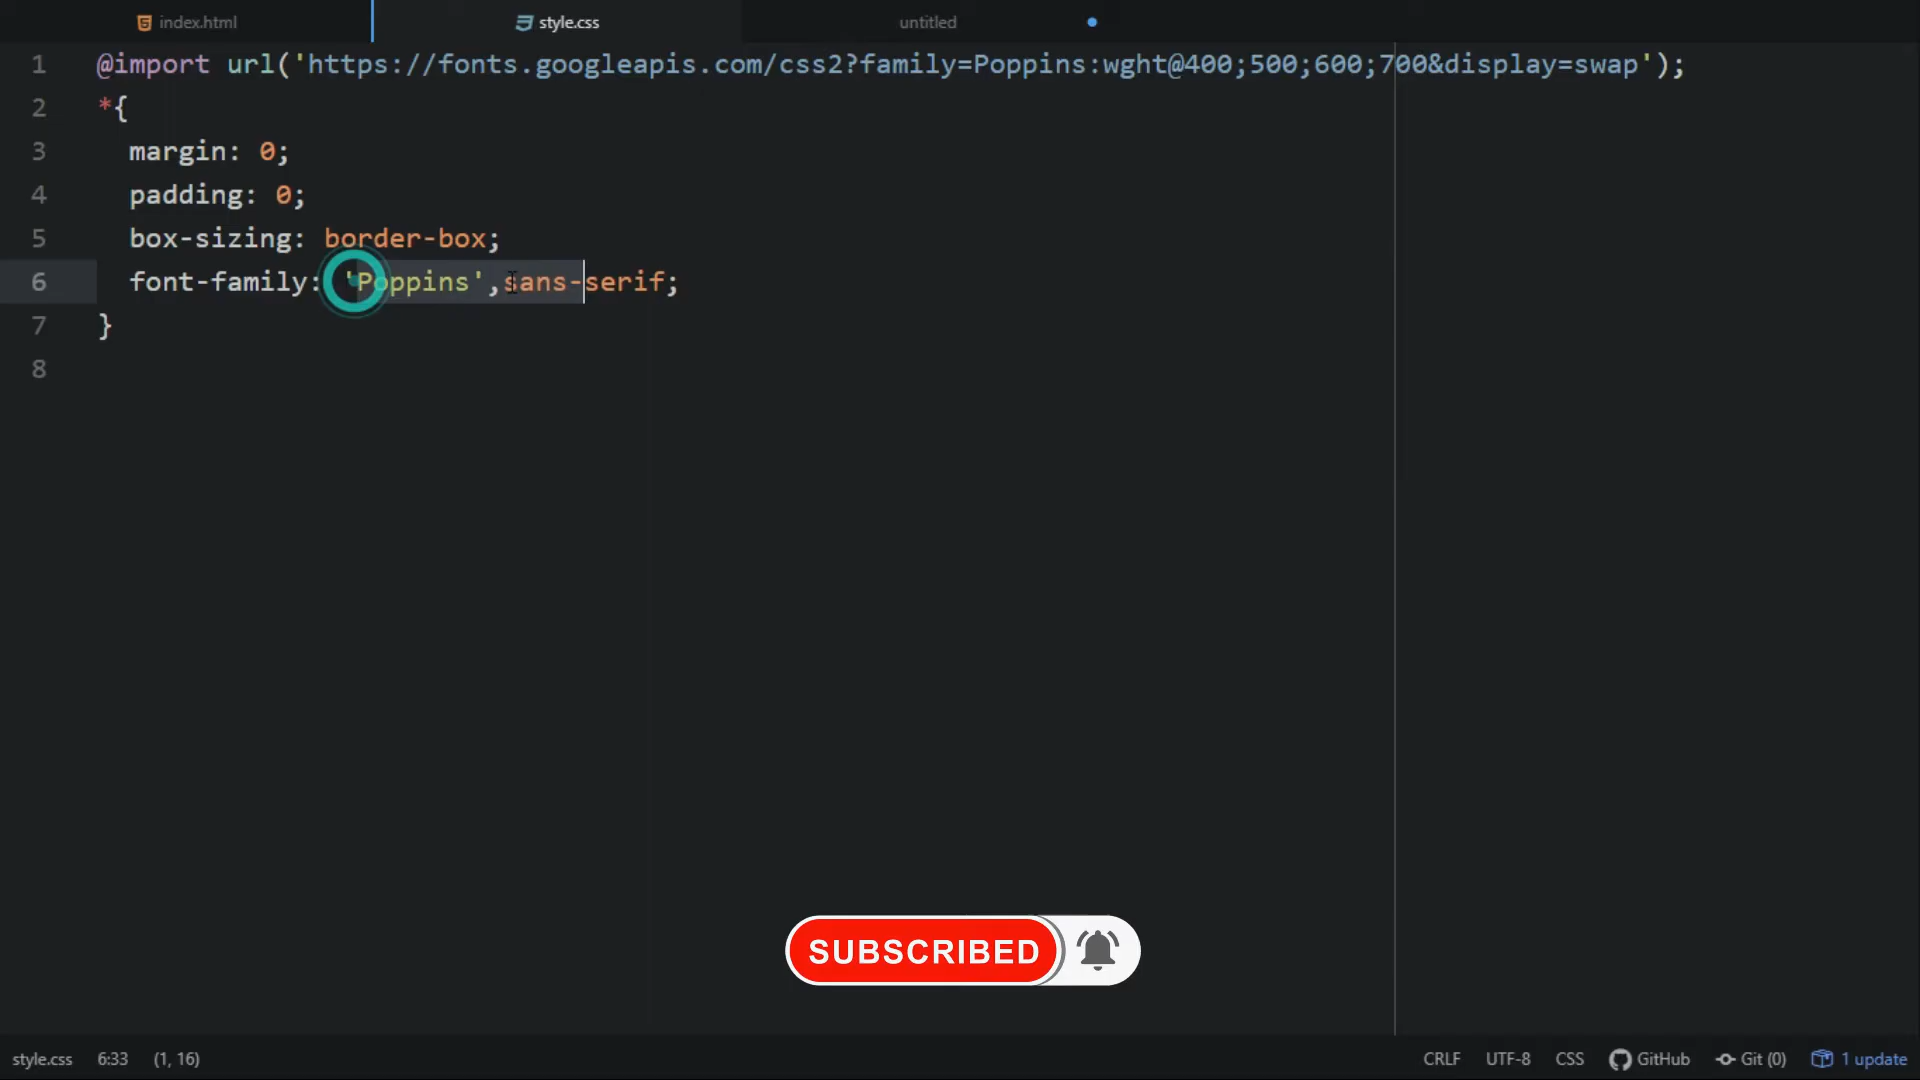 index.html style.css untitled
1 @import url('https://fonts.googleapis.com/css2?family=Poppins:wght@400;500;600;700&display=swap');
2 *{
3 margin: 0;
4 padding: 0;
5 box-sizing: border-box;
6 font-family: 'Poppins',sans-serif;
7 }
8
SUBSCRIBED
style.css 6:33 (1, 16) CRLF UTF-8 CSS GitHub Git (0) 1 update